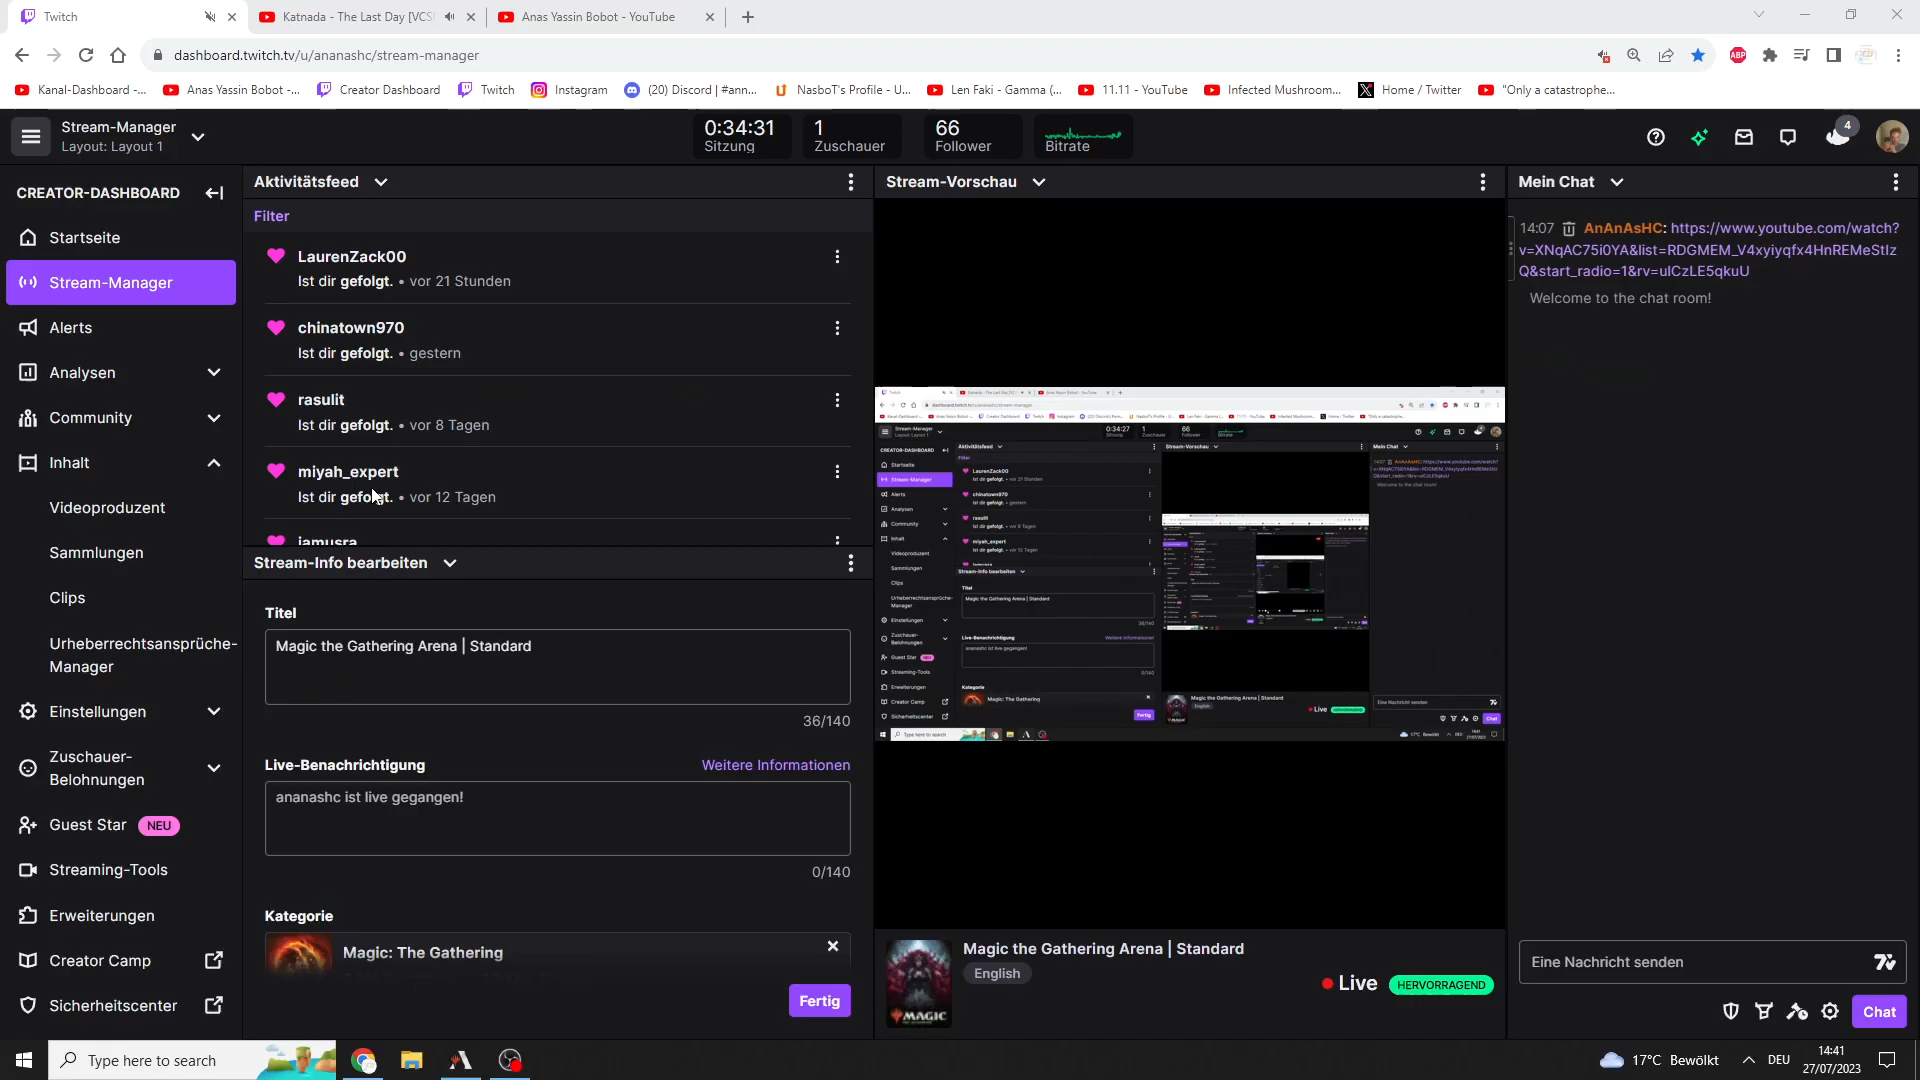 Twitch
Katnada - The Last Day [VCS
Anas Yassin Bobot - YouTube
dashboard.twitch.tv/u/ananashc/stream-manager
ABP
Kanal-Dashboard -...
Anas Yassin Bobot -...
Creator Dashboard
Twitch
Instagram
(20) Discord | #ann...
NasboT's Profile - U...
Len Faki - Gamma (...
11.11 - YouTube
Infected Mushroom...
Home / Twitter
"Only a catastrophe...
Stream-Manager
Layout: Layout 1
0:34:31
Sitzung
1
Zuschauer
66
Follower
Bitrate
4
CREATOR-DASHBOARD
Startseite
Stream-Manager
Alerts
Analysen
Community
Inhalt
Videoproduzent
Sammlungen
Clips
Urheberrechtsansprüche-
Manager
Einstellungen
Zuschauer-
Belohnungen
Guest Star NEU
Streaming-Tools
Erweiterungen
Creator Camp
Sicherheitscenter
Aktivitätsfeed
Filter
LaurenZack00
Ist dir gefolgt. • vor 21 Stunden
chinatown970
Ist dir gefolgt. • gestern
rasulit
Ist dir gefolgt. • vor 8 Tagen
miyah_expert
Ist dir gefolgt. • vor 12 Tagen
iamusra
Stream-Info bearbeiten
Titel
Magic the Gathering Arena | Standard
36/140
Live-Benachrichtigung
Weitere Informationen
ananashc ist live gegangen!
0/140
Kategorie
Magic: The Gathering
Fertig
Stream-Vorschau
Magic the Gathering Arena | Standard
English
Live
HERVORRAGEND
MAGIC
Mein Chat
14:07 AnAnAsHC: https://www.youtube.com/watch?
v=XNqAC75i0YA&list=RDGMEM_V4xyiyqfx4HnREMeStIz
Q&start_radio=1&rv=uICzLE5qkuU
Welcome to the chat room!
Eine Nachricht senden
Chat
Type here to search
17°C Bewölkt
DEU
14:41
27/07/2023